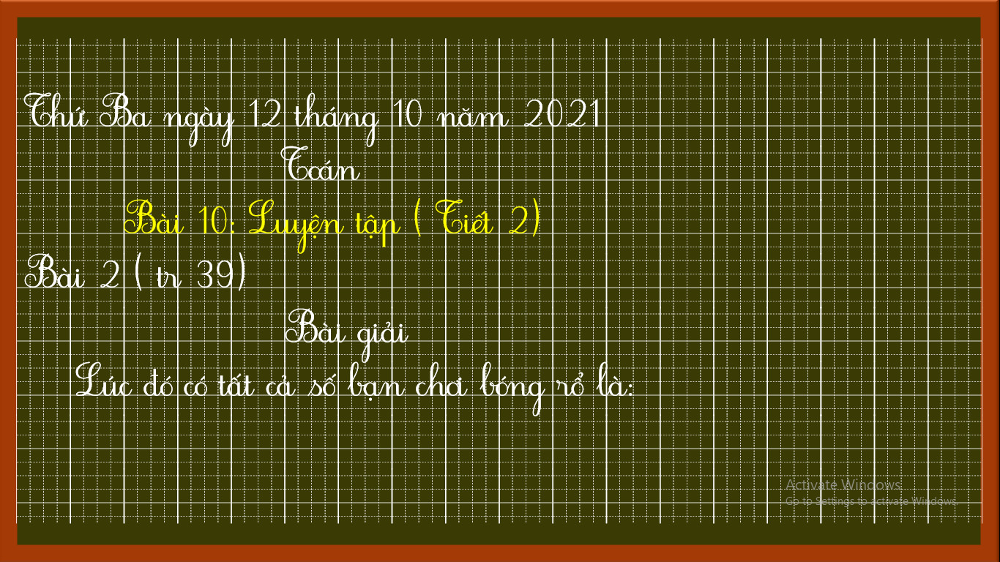 Thứ Ba ngày 12 tháng 10 năm 2021
Toán
Bài 10: Luyện tập ( Tiết 2)
Bài 2 ( tr 39)
Bài giải
Lúc đó có tất cả số bạn chơi bóng rổ là:
Activate Windows
Go to Settings to activate Windows.